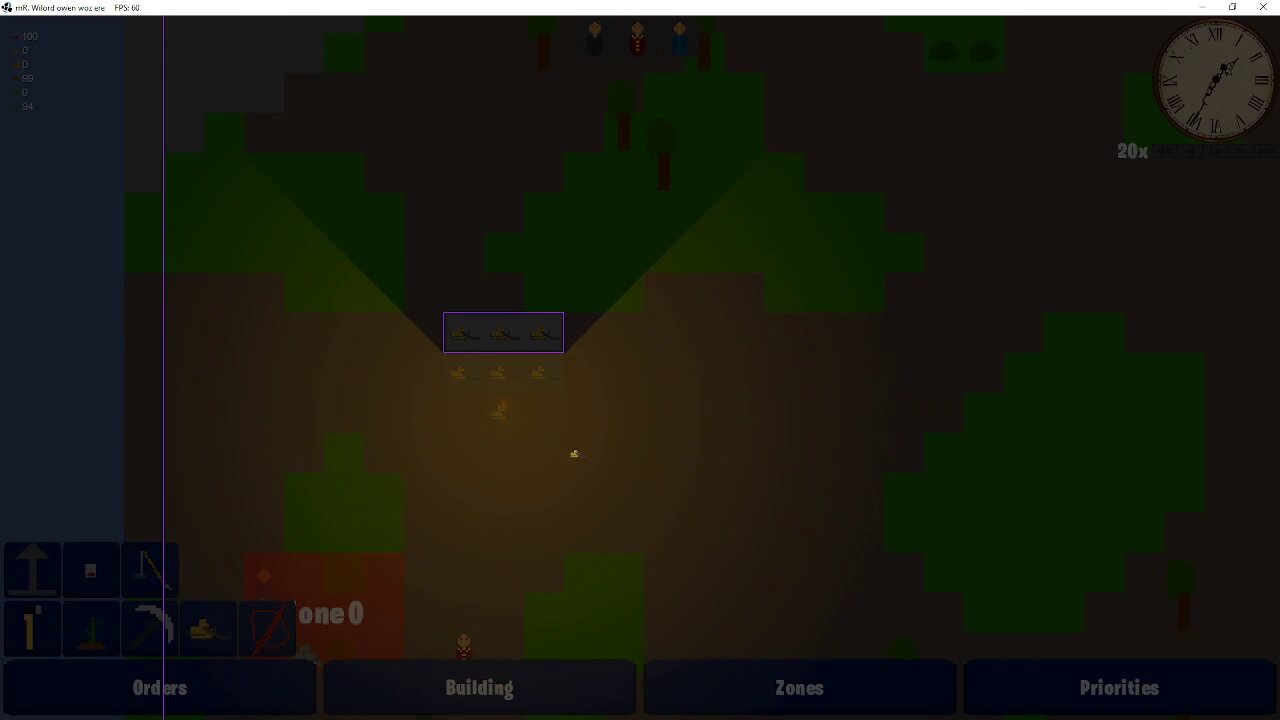 mR. Wilord owen woz ere FPS: 60
100
0
0
99
0
94
XII
20x
one 0
Orders
Building
Zones
Priorities